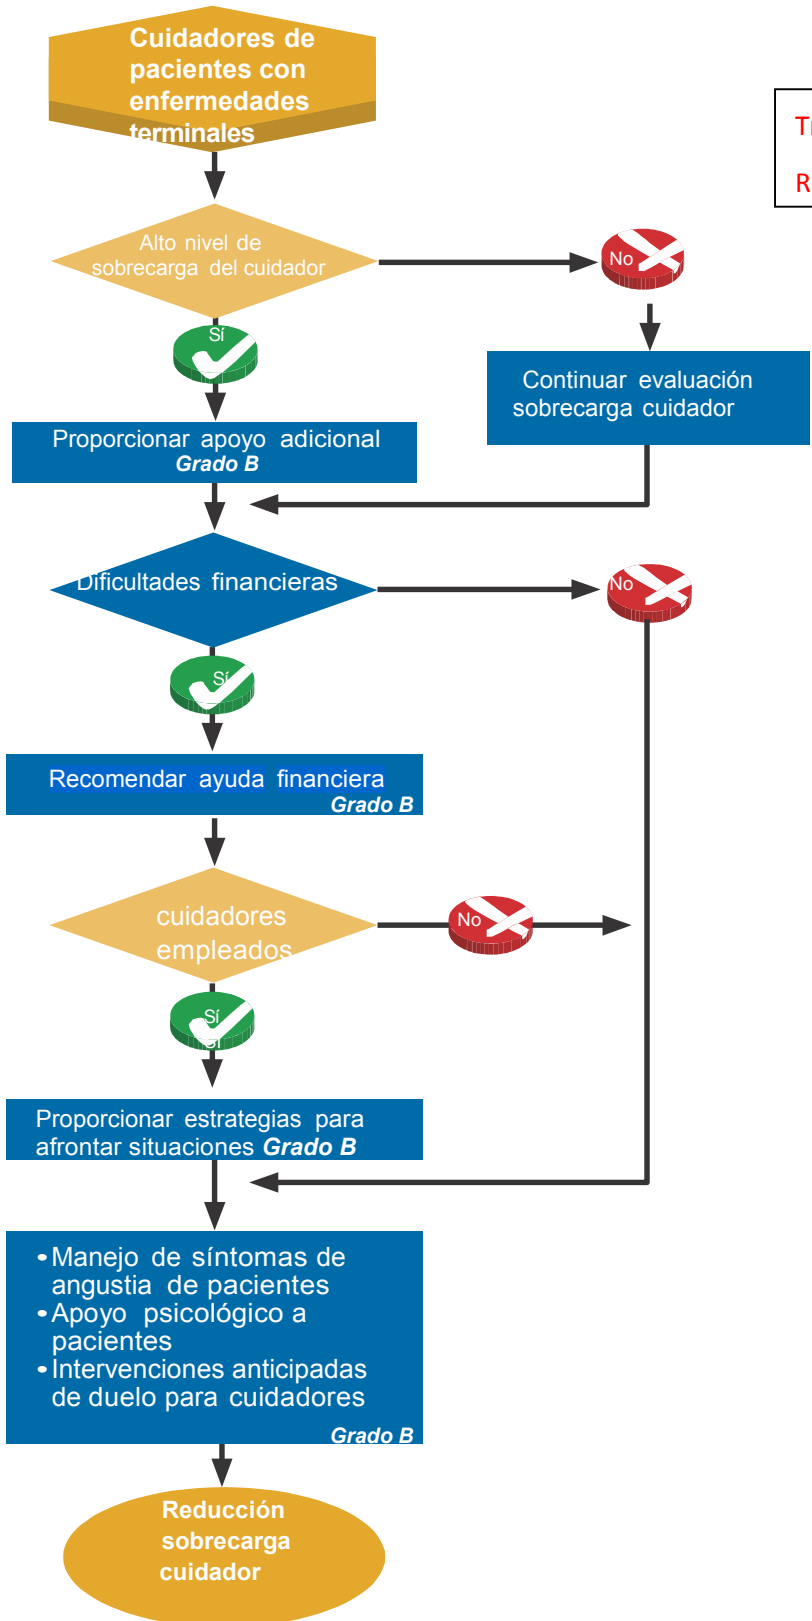 Cuidadores de
pacientes con
enfermedades
terminales
Alto nivel de
sobrecarga del cuidador
No
Sí
Continuar evaluación
sobrecarga cuidador
Proporcionar apoyo adicional
Grado B
Dificultades financieras
No
Sí
Recomendar ayuda financiera
Grado B
cuidadores
empleados
No
Sí
Sí
Proporcionar estrategias para
afrontar situaciones Grado B
•Manejo de síntomas de
angustia de pacientes
•Apoyo psicológico a
pacientes
•Intervenciones anticipadas
de duelo para cuidadores
Grado B
Reducción
sobrecarga
cuidador